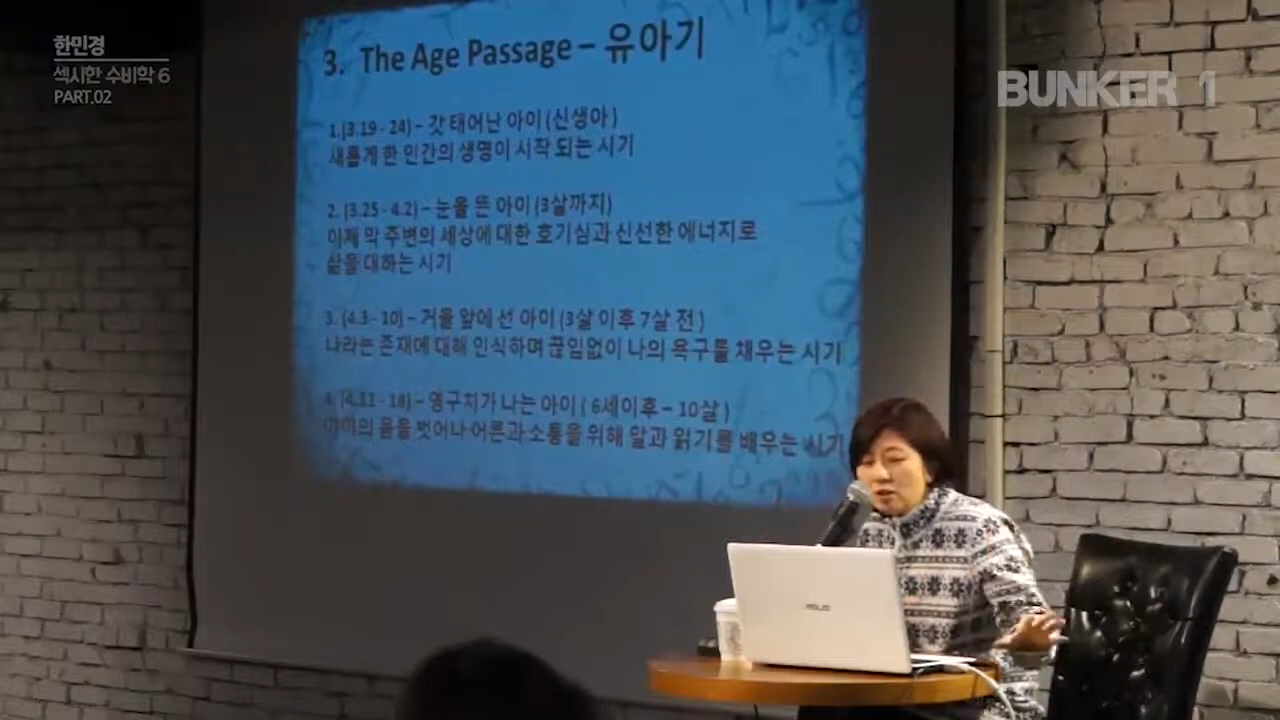 한민경
섹시한 수비학 6
PART.02
BUNKER 1
3. The Age Passage – 유아기
1.(3.19 - 24) – 갓 태어난 아이 (신생아 )
새롭게 한 인간의 생명이 시작 되는 시기
2. (3.25 - 4.2) – 눈을 뜬 아이 (3살까지)
이제 막 주변의 세상에 대한 호기심과 신선한 에너지로
삶을 대하는 시기
3. (4.3 - 10) – 거울 앞에 선 아이 (3살 이후 7살 전 )
나라는 존재에 대해 인식하며 끊임없이 나의 욕구를 채우는 시기
4. (4.11 - 18) – 영구치가 나는 아이 ( 6세이후 – 10살 )
아이의 몸을 벗어나 어른과 소통을 위해 말과 읽기를 배우는 시기
ASUS